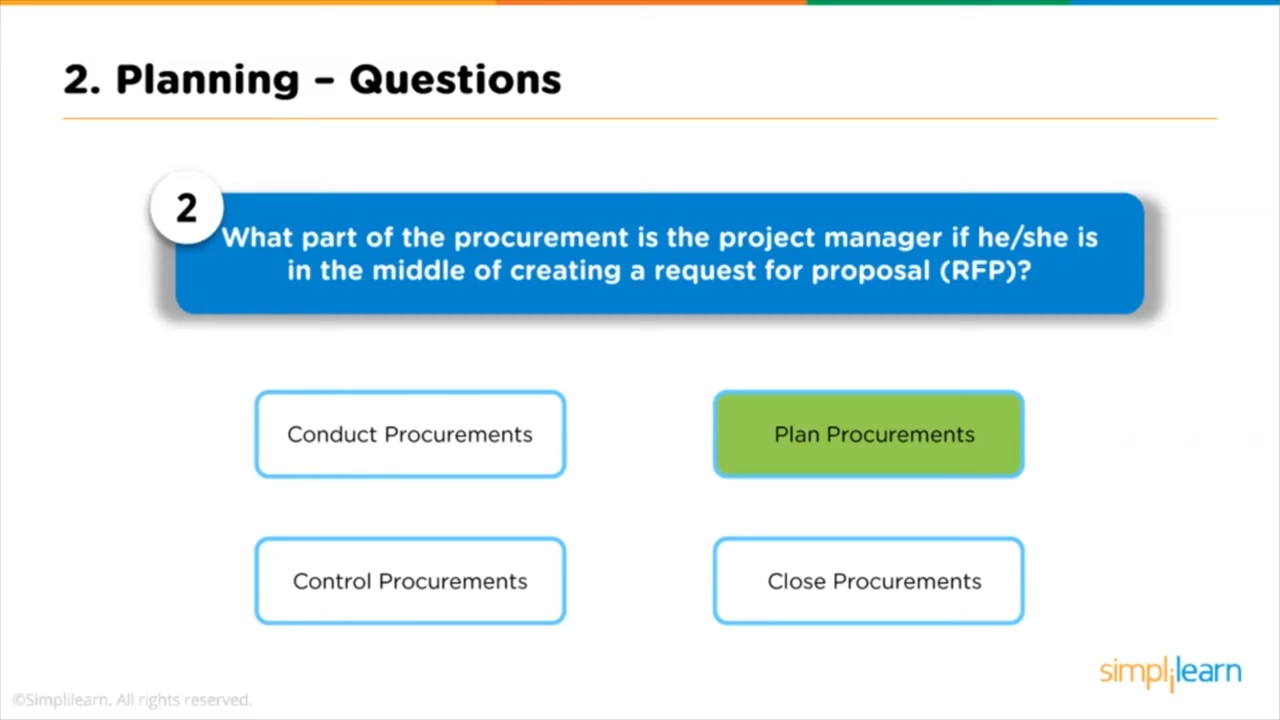 2. Planning – Questions
2
What part of the procurement is the project manager if he/she is
in the middle of creating a request for proposal (RFP)?
Conduct Procurements
Plan Procurements
Control Procurements
Close Procurements
simplilearn
©Simplilearn. All rights reserved.